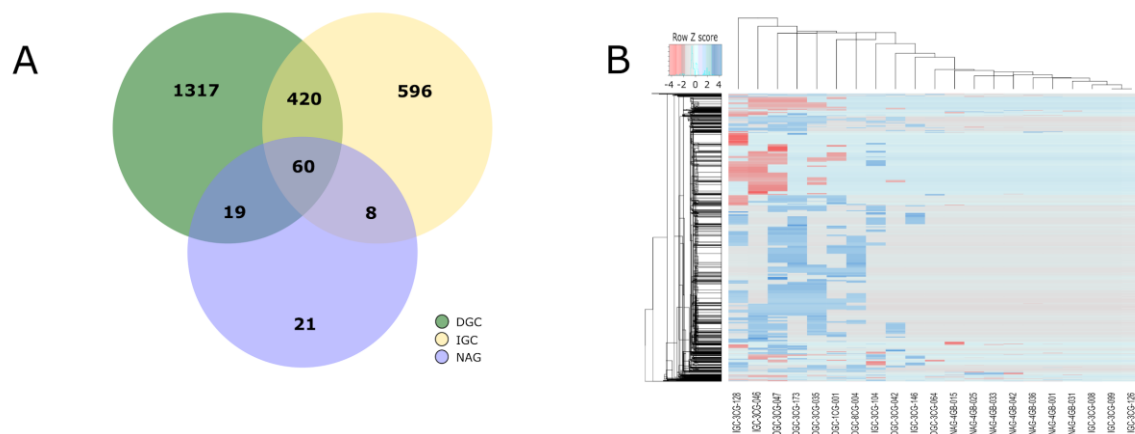 A
1317
420
596
60
19
8
21
DGC
IGC
NAG
B
Row Z score
-4 -2 0 2 4
IGC-3CG-128
IGC-3CG-046
DGC-3CG-047
DGC-3CG-173
DGC-3CG-035
DGC-1CG-001
DGC-8CG-004
IGC-3CG-104
DGC-3CG-042
IGC-3CG-146
DGC-3CG-064
NAG-4GB-015
NAG-4GB-025
NAG-4GB-033
NAG-4GB-042
NAG-4GB-036
NAG-4GB-001
NAG-4GB-031
IGC-3CG-008
IGC-3CG-099
IGC-3CG-126